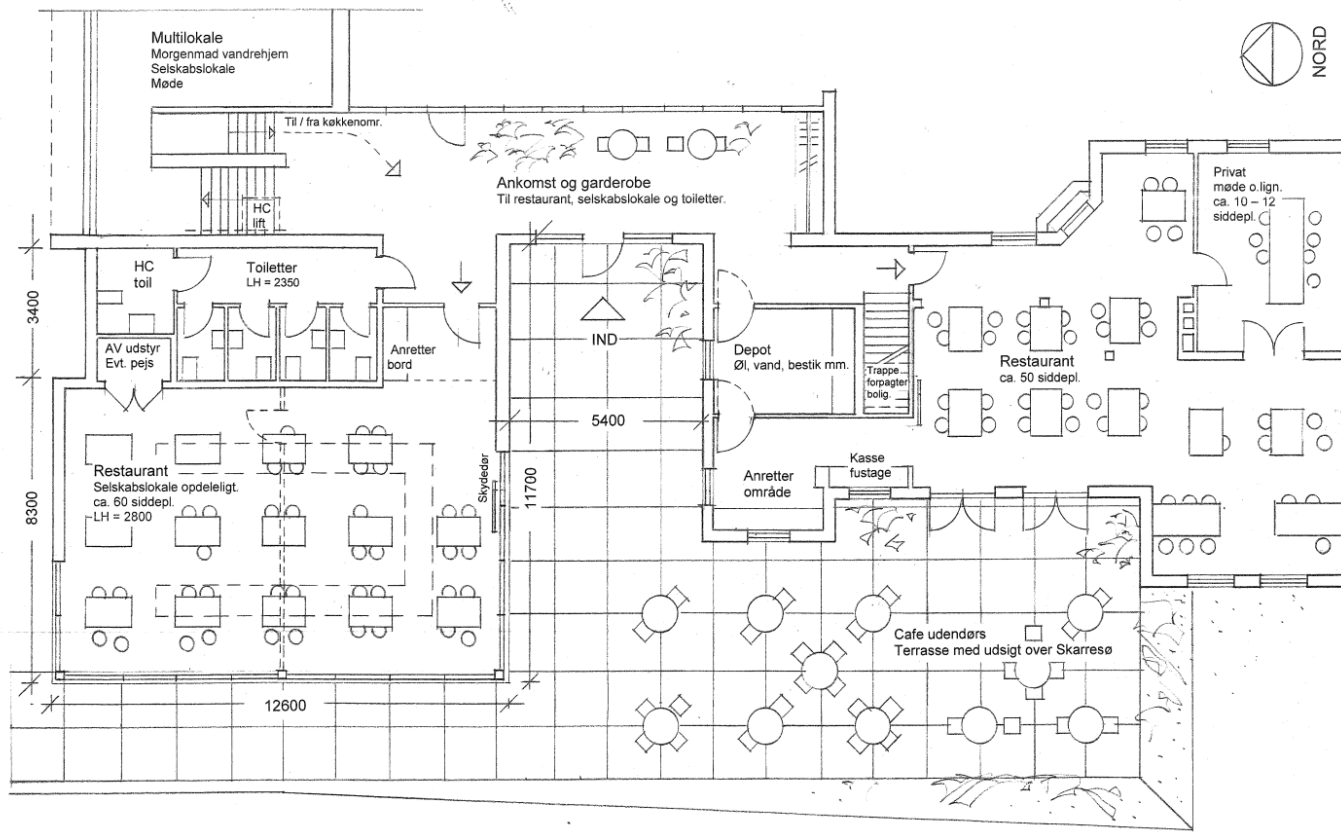 Multilokale
Morgenmad vandrehjem
Selskabslokale
Møde
NORD
Til / fra køkkenomr.
Ankomst og garderobe
Til restaurant, selskabslokale og toiletter.
Privat
møde o.lign.
ca. 10 – 12
siddepl.
HC
lift
HC
toil
Toiletter
LH = 2350
3400
AV udstyr
Evt. pejs
Anretter
bord
IND
Depot
Øl, vand, bestik mm.
Trappe
forpagter
bolig.
Restaurant
ca. 50 siddepl.
5400
11700
Skydedør
Restaurant
Selskabslokale opdeleligt.
ca. 60 siddepl.
LH = 2800
8300
Anretter
område
Kasse
fustage
Cafe udendørs
Terrasse med udsigt over Skarresø
12600